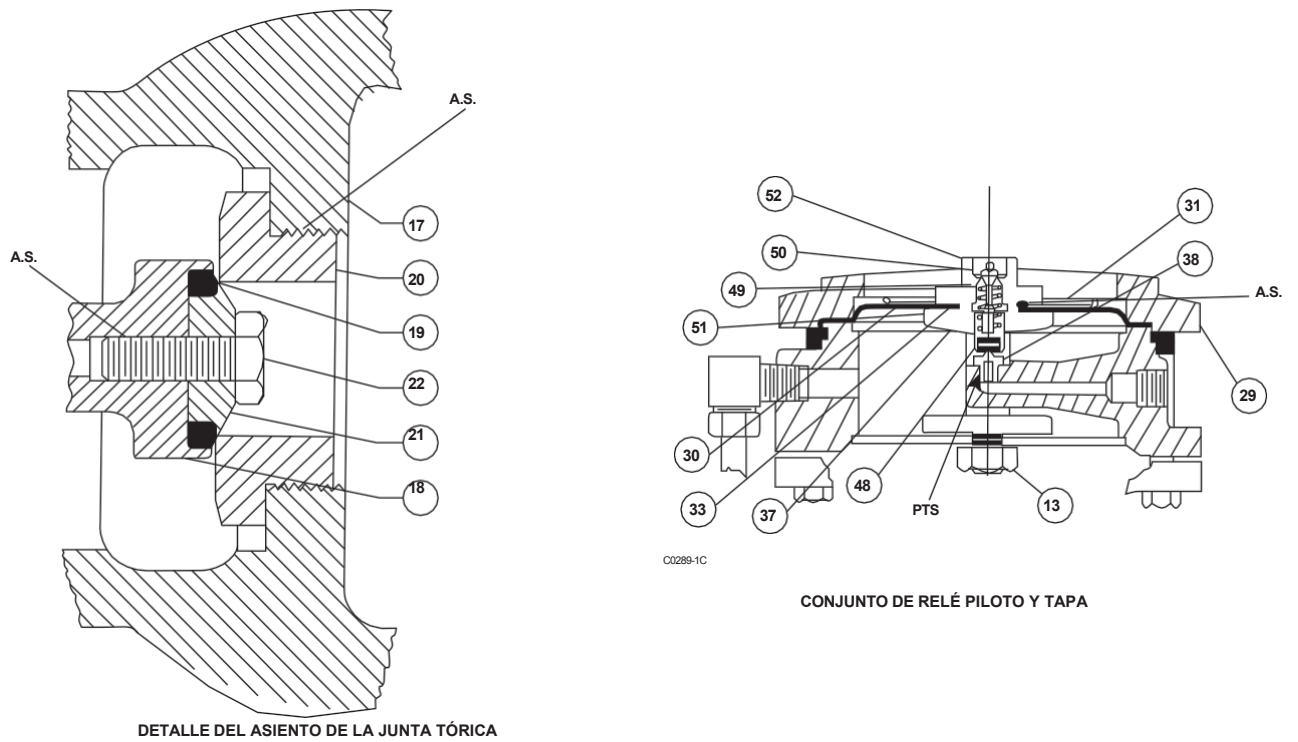 A.S.
A.S.
17
20
19
22
21
18
DETALLE DEL ASIENTO DE LA JUNTA TÓRICA
52
31
50
38
49
A.S.
51
29
30
48
33
37
PTS
13
C0289-1C
CONJUNTO DE RELÉ PILOTO Y TAPA